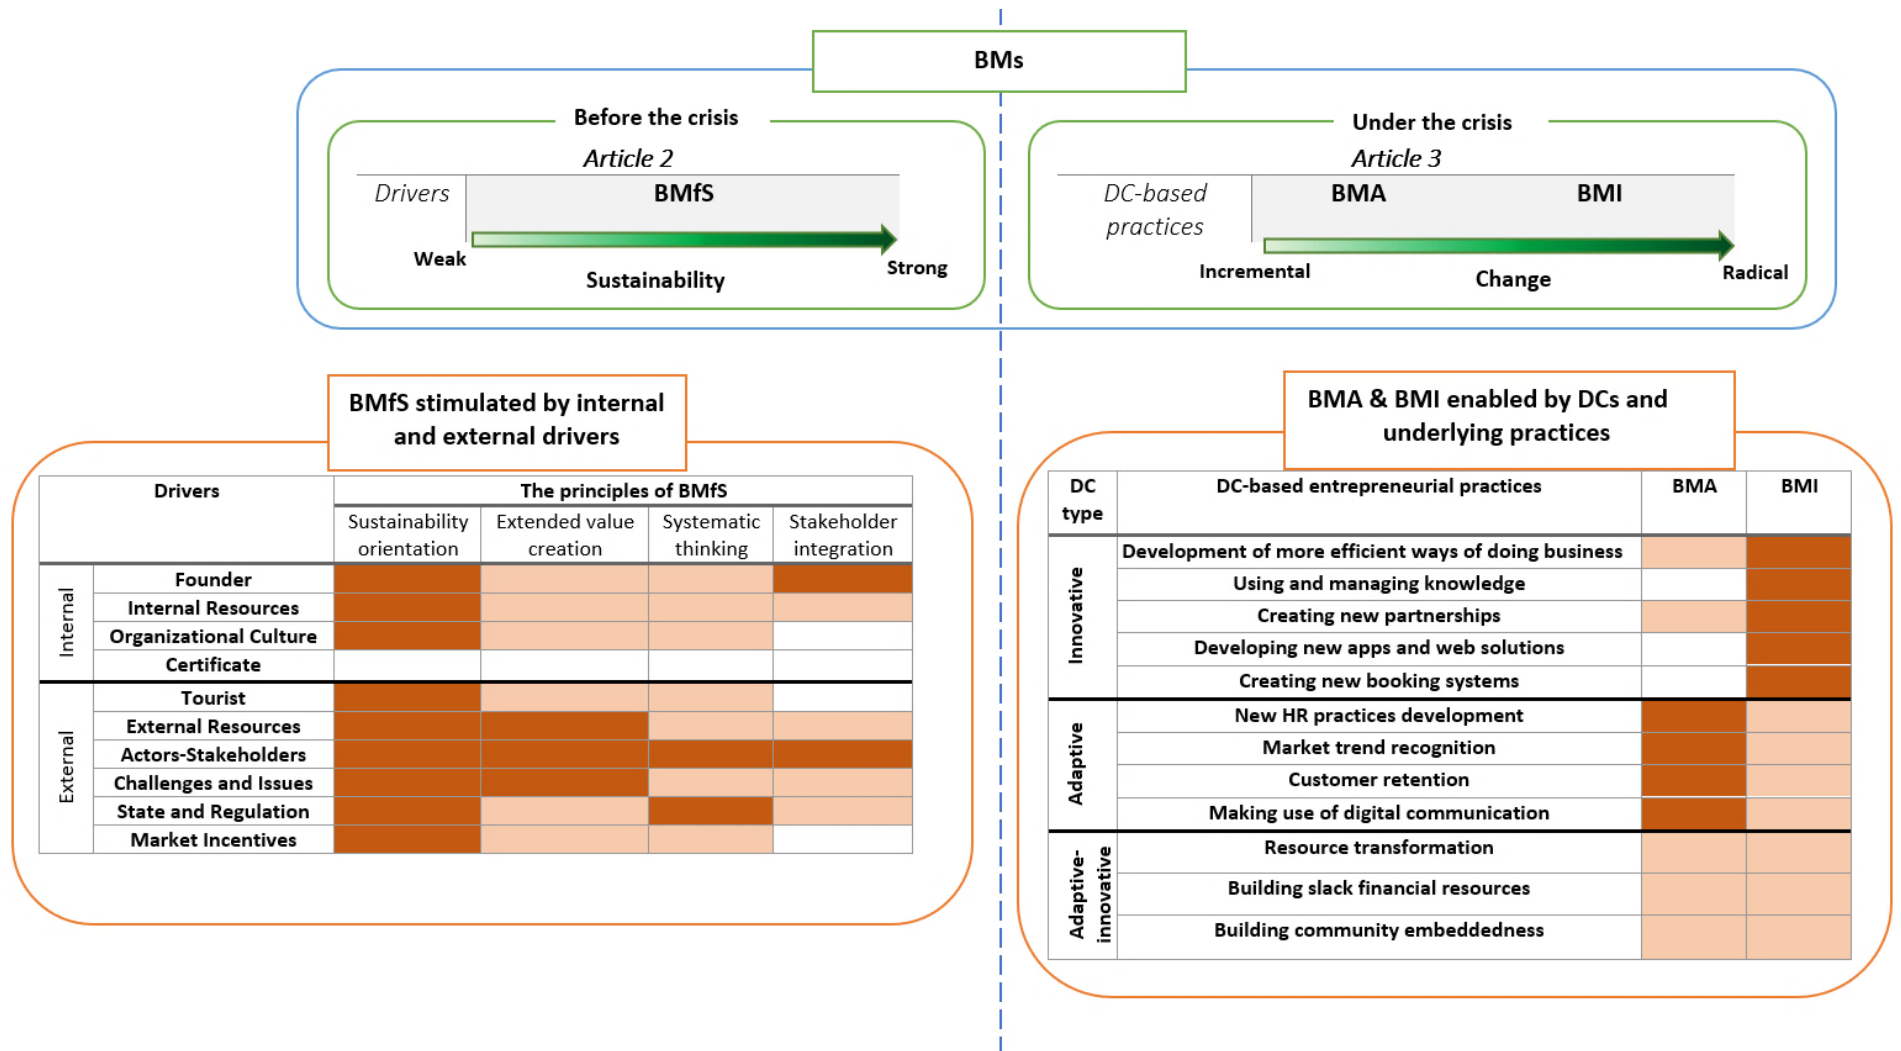 BMs
Before the crisis
Article 2
Drivers
BMfS
Weak
Strong
Sustainability
Under the crisis
Article 3
DC-based
practices
BMA
BMI
Incremental
Radical
Change
BMfS stimulated by internal
and external drivers
Drivers
The principles of BMfS
Sustainability
orientation
Extended value
creation
Systematic
thinking
Stakeholder
integration
Internal
Founder
Internal Resources
Organizational Culture
Certificate
External
Tourist
External Resources
Actors-Stakeholders
Challenges and Issues
State and Regulation
Market Incentives
BMA & BMI enabled by DCs and
underlying practices
DC
type
DC-based entrepreneurial practices
BMA
BMI
Innovative
Development of more efficient ways of doing business
Using and managing knowledge
Creating new partnerships
Developing new apps and web solutions
Creating new booking systems
Adaptive
New HR practices development
Market trend recognition
Customer retention
Making use of digital communication
Adaptive-
innovative
Resource transformation
Building slack financial resources
Building community embeddedness